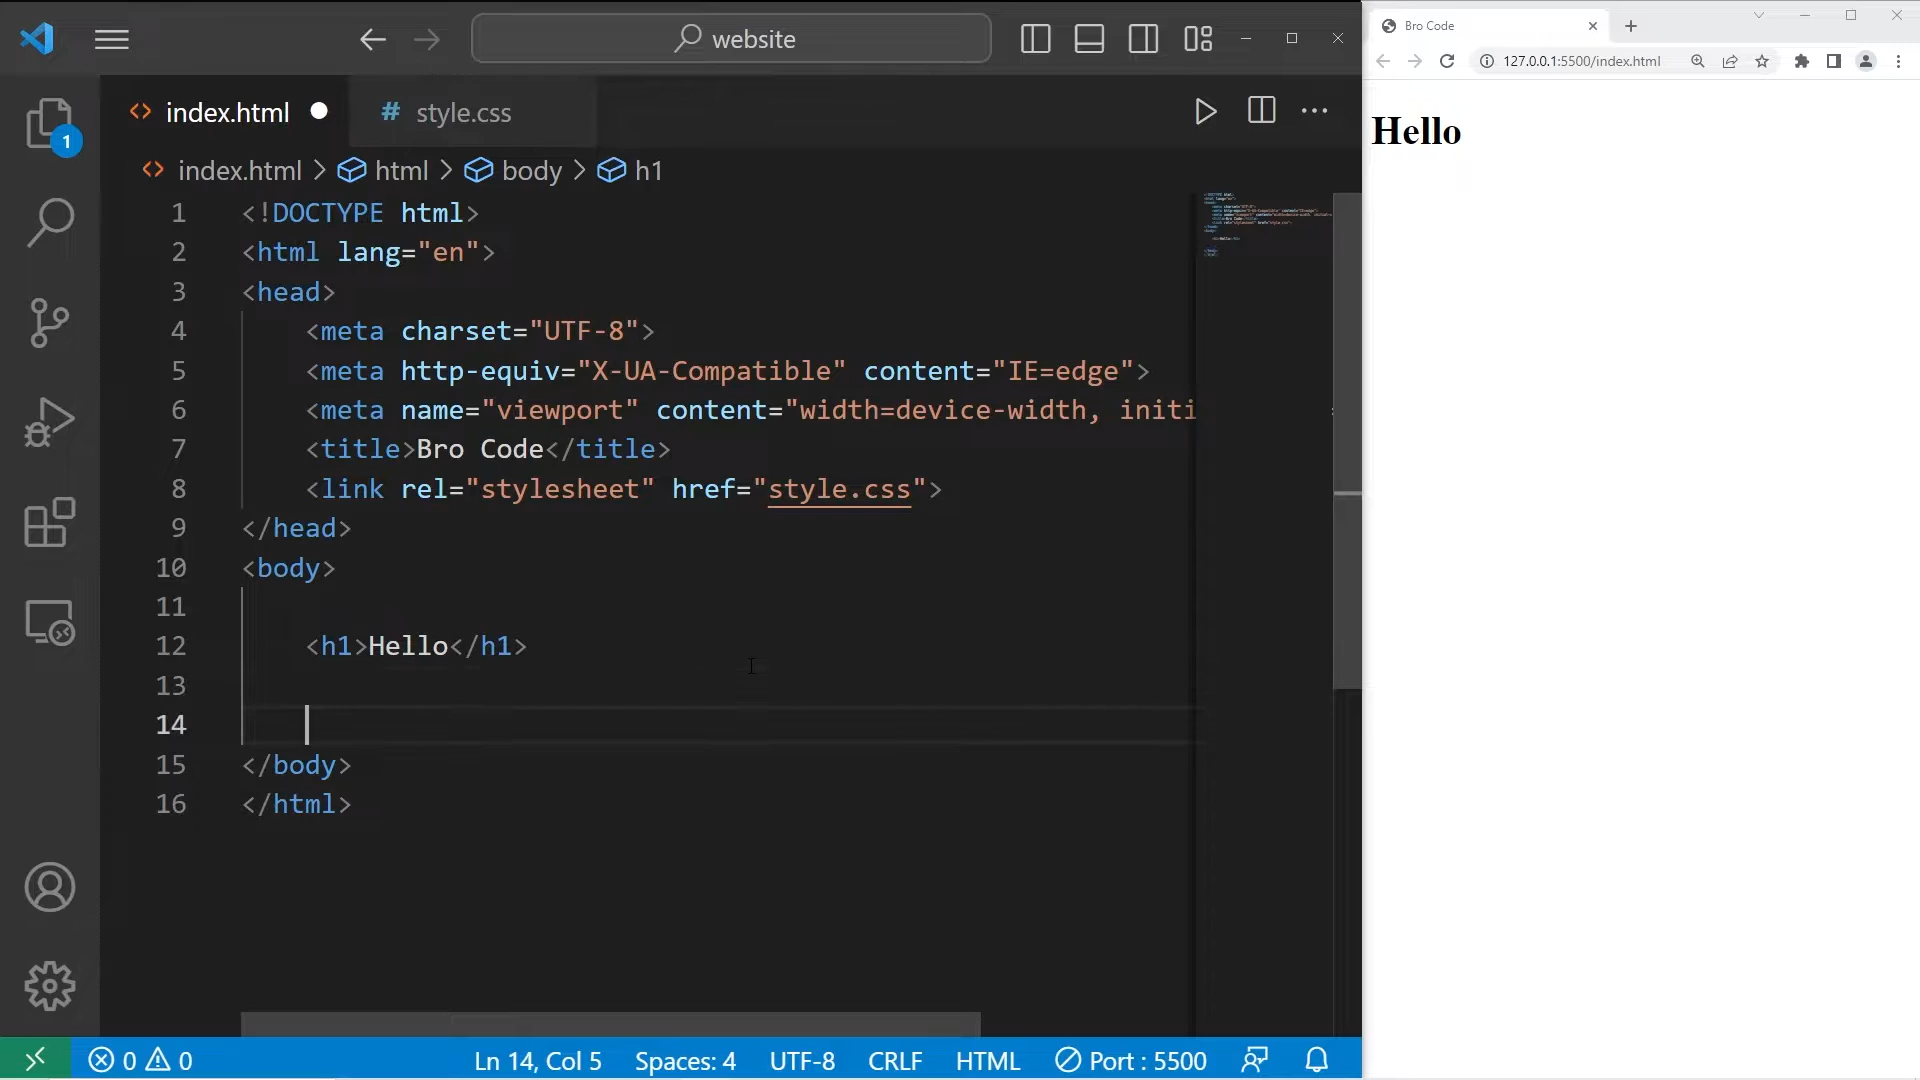 website
Bro Code
127.0.0.1:5500/index.html
index.html
# style.css
1
index.html > html > body > h1
Hello
1 <!DOCTYPE html>
2 <html lang="en">
3 <head>
4 <meta charset="UTF-8">
5 <meta http-equiv="X-UA-Compatible" content="IE=edge">
6 <meta name="viewport" content="width=device-width, initi
7 <title>Bro Code</title>
8 <link rel="stylesheet" href="style.css">
9 </head>
10 <body>
11
12 <h1>Hello</h1>
13
14
15 </body>
16 </html>
0 0 Ln 14, Col 5 Spaces: 4 UTF-8 CRLF HTML Port : 5500